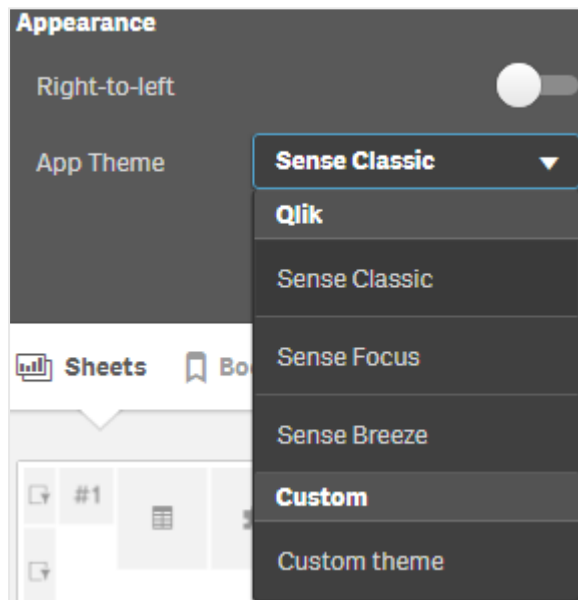 Appearance
Right-to-left
App Theme
Sense Classic
Qlik
Sense Classic
Sense Focus
Sense Breeze
Custom
Custom theme
Sheets
#1